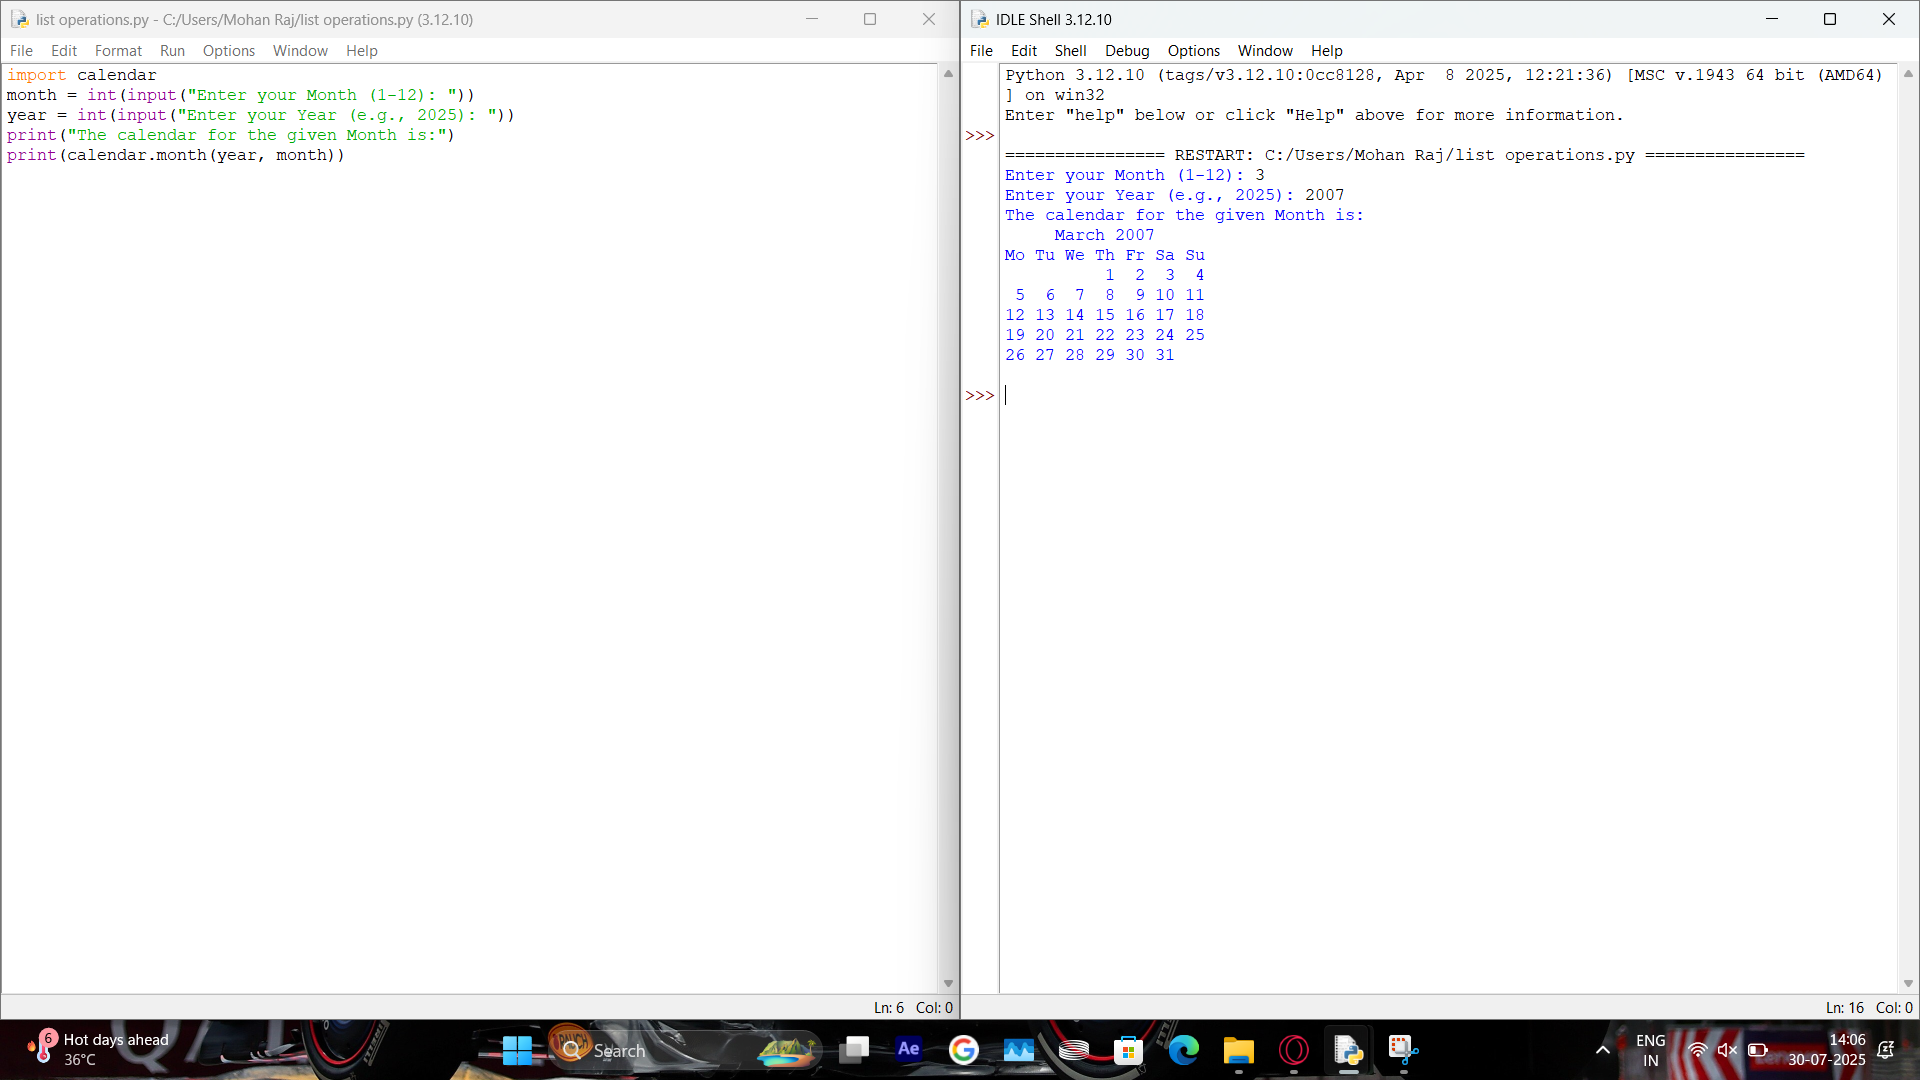 list operations.py - C:/Users/Mohan Raj/list operations.py (3.12.10)
File Edit Format Run Options Window Help
import calendar
month = int(input("Enter your Month (1-12): "))
year = int(input("Enter your Year (e.g., 2025): "))
print("The calendar for the given Month is:")
print(calendar.month(year, month))
Ln: 6 Col: 0
IDLE Shell 3.12.10
File Edit Shell Debug Options Window Help
Python 3.12.10 (tags/v3.12.10:0cc8128, Apr  8 2025, 12:21:36) [MSC v.1943 64 bit (AMD64)
] on win32
Enter "help" below or click "Help" above for more information.
>>>
================ RESTART: C:/Users/Mohan Raj/list operations.py ================
Enter your Month (1-12): 3
Enter your Year (e.g., 2025): 2007
The calendar for the given Month is:
     March 2007
Mo Tu We Th Fr Sa Su
          1  2  3  4
 5  6  7  8  9 10 11
12 13 14 15 16 17 18
19 20 21 22 23 24 25
26 27 28 29 30 31
>>>
Ln: 16 Col: 0
6
Hot days ahead
36°C
Search
Ae
ENG
IN
14:06
30-07-2025